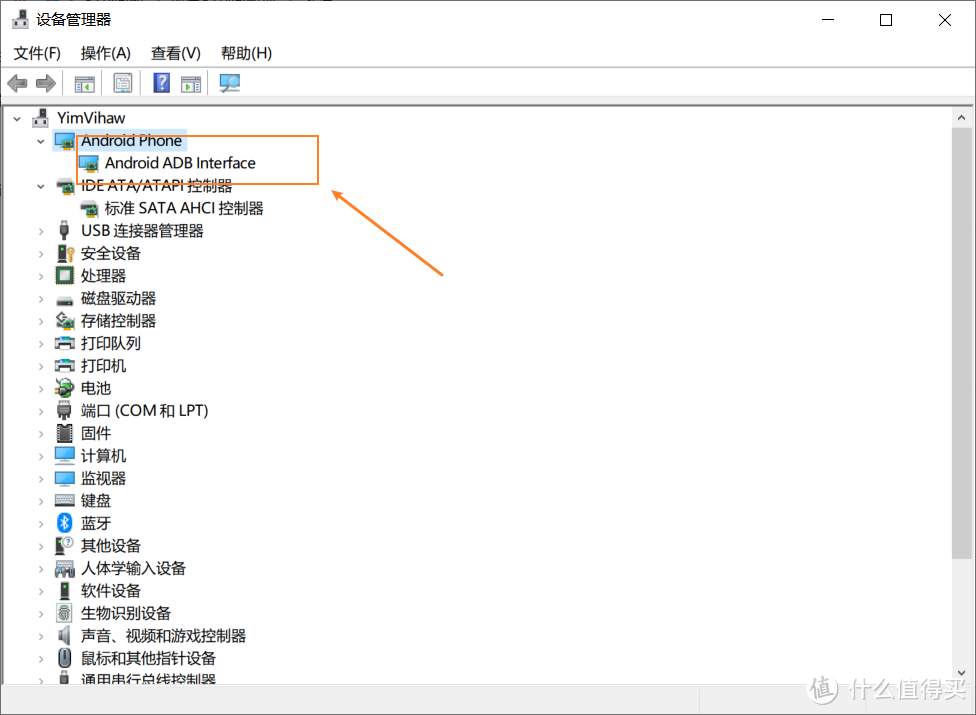 设备管理器
文件(F) 操作(A) 查看(V) 帮助(H)
YimVihaw
Android Phone
Android ADB Interface
IDE ATA/ATAPI 控制器
标准 SATA AHCI 控制器
USB 连接器管理器
安全设备
处理器
磁盘驱动器
存储控制器
打印队列
打印机
电池
端口 (COM 和 LPT)
固件
计算机
监视器
键盘
蓝牙
其他设备
人体学输入设备
软件设备
生物识别设备
声音、视频和游戏控制器
鼠标和其他指针设备
通用串行总线控制器
值 什么值得买